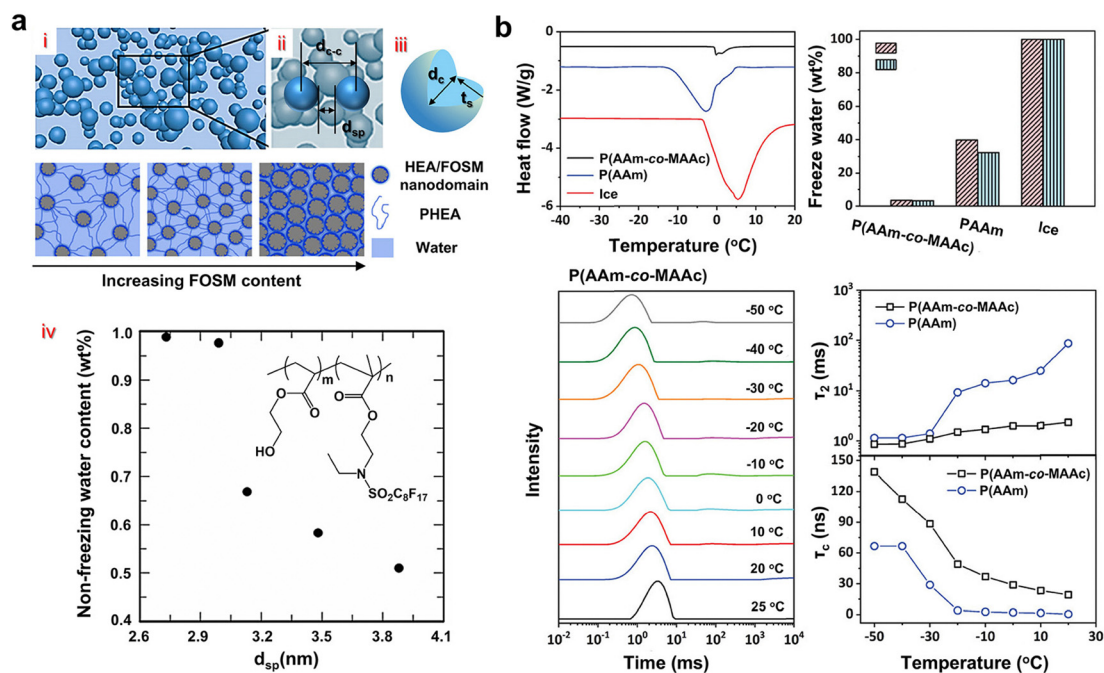 a
i
ii
iii
d_c-c
d_sp
d_c
t_s
HEA/FOSM
nanodomain
PHEA
Water
Increasing FOSM content
iv
Non-freezing water content (wt%)
1.0
0.9
0.8
0.7
0.6
0.5
0.4
2.6
2.9
3.2
3.5
3.8
4.1
d_sp(nm)
m
n
O
O
O
O
HO
N
SO₂C₈F₁₇
b
Heat flow (W/g)
0
-2
-4
-6
P(AAm-co-MAAc)
P(AAm)
Ice
-40
-30
-20
-10
0
10
20
Temperature (°C)
Freeze water (wt%)
100
80
60
40
20
0
P(AAm-co-MAAc)
PAAm
Ice
P(AAm-co-MAAc)
Intensity
-50 °C
-40 °C
-30 °C
-20 °C
-10 °C
0 °C
10 °C
20 °C
25 °C
10⁻²
10⁻¹
10⁰
10¹
10²
10³
10⁴
Time (ms)
τ₂ (ms)
10³
10²
10¹
10⁰
P(AAm-co-MAAc)
P(AAm)
τ_c (ns)
150
120
90
60
30
0
P(AAm-co-MAAc)
P(AAm)
-50
-30
-10
10
30
Temperature (°C)